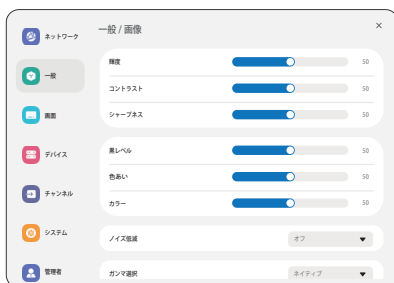 一般 / 画像
×
ネットワーク
一般
画面
デバイス
チャンネル
システム
管理者
輝度 50
コントラスト 50
シャープネス 50
黒レベル 50
色あい 50
カラー 50
ノイズ低減 オフ
ガンマ選択 ネイティブ